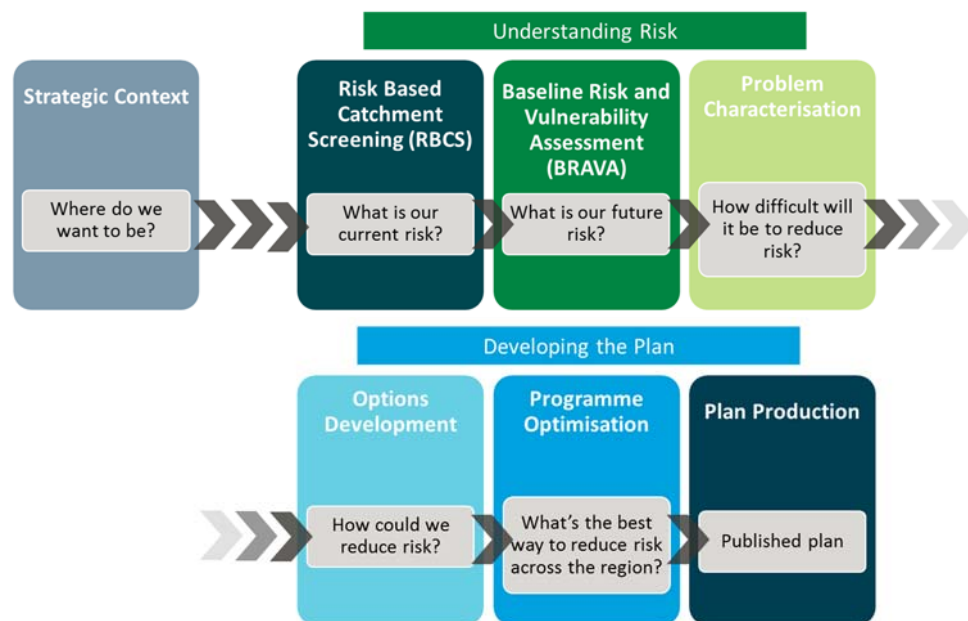 Understanding Risk
Strategic Context
Where do we
want to be?
Risk Based
Catchment
Screening (RBCS)
What is our
current risk?
Baseline Risk and
Vulnerability
Assessment
(BRAVA)
What is our future
risk?
Problem
Characterisation
How difficult will
it be to reduce
risk?
Developing the Plan
Options
Development
How could we
reduce risk?
Programme
Optimisation
What's the best
way to reduce risk
across the region?
Plan Production
Published plan